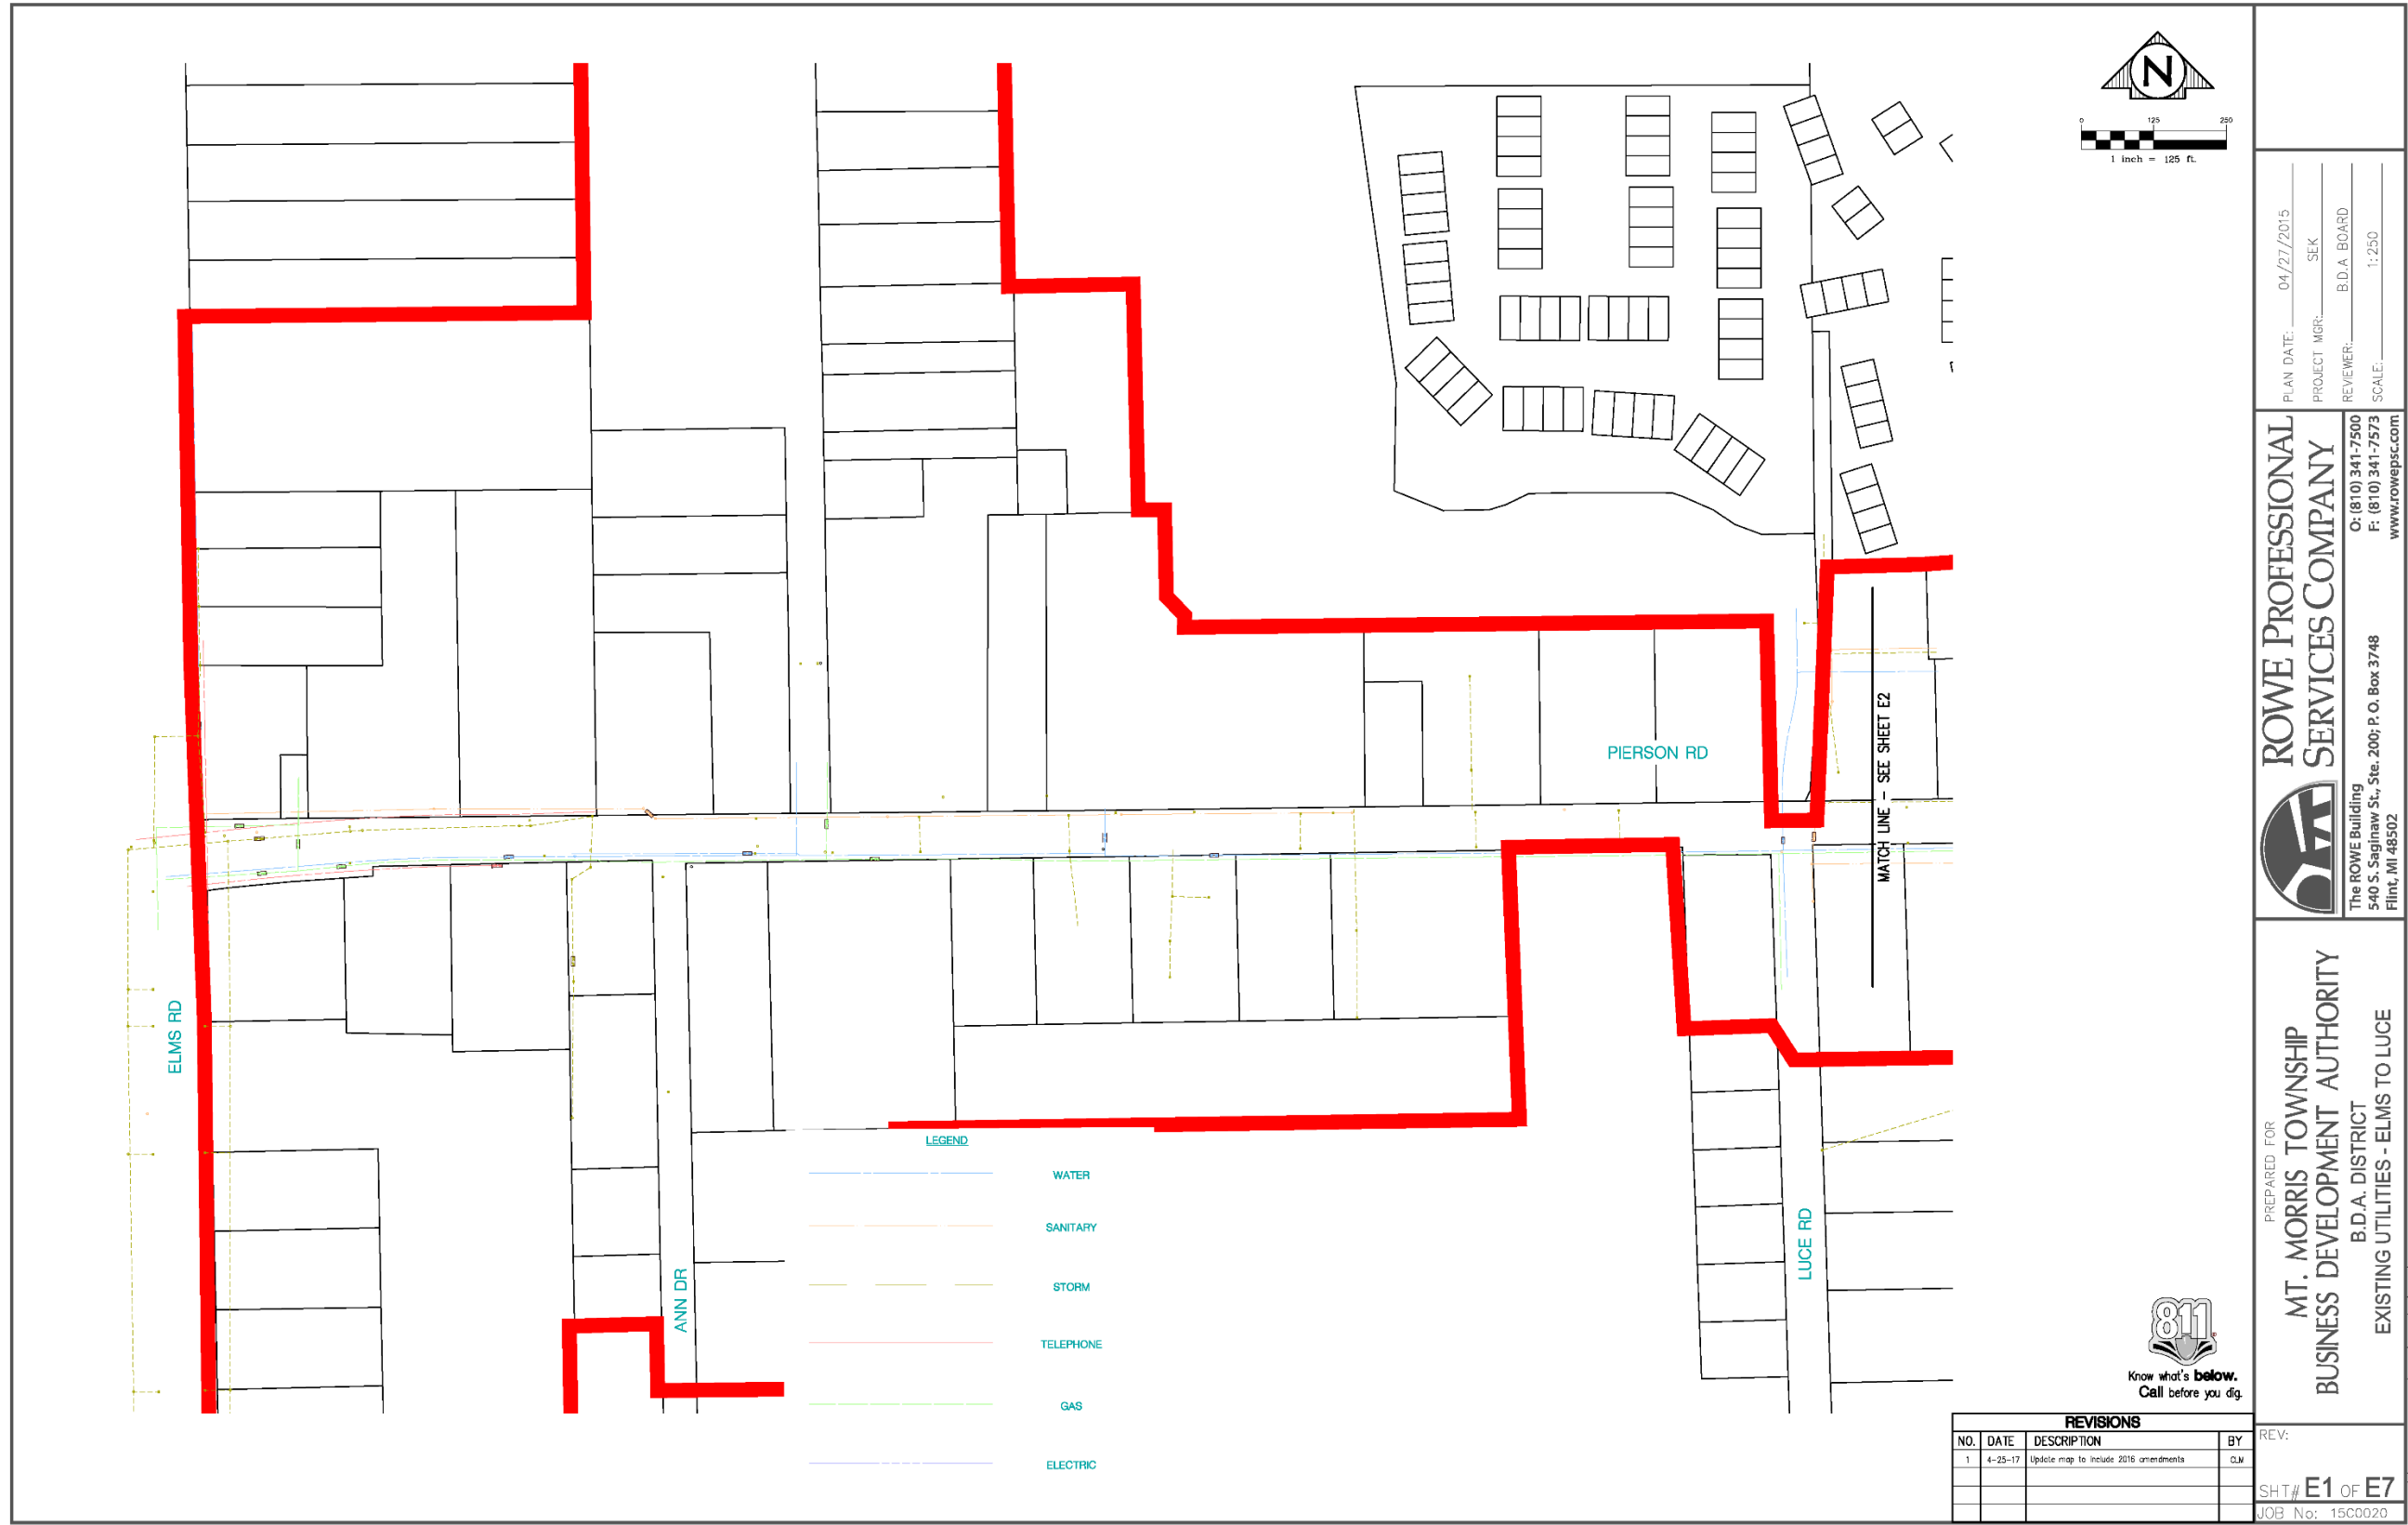 N
0 125 250
1 inch = 125 ft.
PIERSON RD
MATCH LINE - SEE SHEET E2
ELMS RD
ANN DR
LUCE RD
LEGEND
WATER
SANITARY
STORM
TELEPHONE
GAS
ELECTRIC
811
Know what's below.
Call before you dig.
REVISIONS
NO. DATE DESCRIPTION BY
1 4-25-17 Update map to include 2016 amendments CLM
PLAN DATE: 04/27/2015
PROJECT MGR: SEK
REVIEWER: B.D.A BOARD
SCALE: 1:250
ROWE PROFESSIONAL
SERVICES COMPANY
The ROWE Building
540 S. Saginaw St., Ste. 200; P. O. Box 3748
Flint, MI 48502
O: (810) 341-7500
F: (810) 341-7573
www.rowepsc.com
PREPARED FOR
MT. MORRIS TOWNSHIP
BUSINESS DEVELOPMENT AUTHORITY
B.D.A. DISTRICT
EXISTING UTILITIES - ELMS TO LUCE
REV:
SHT# E1 OF E7
JOB No: 15C0020